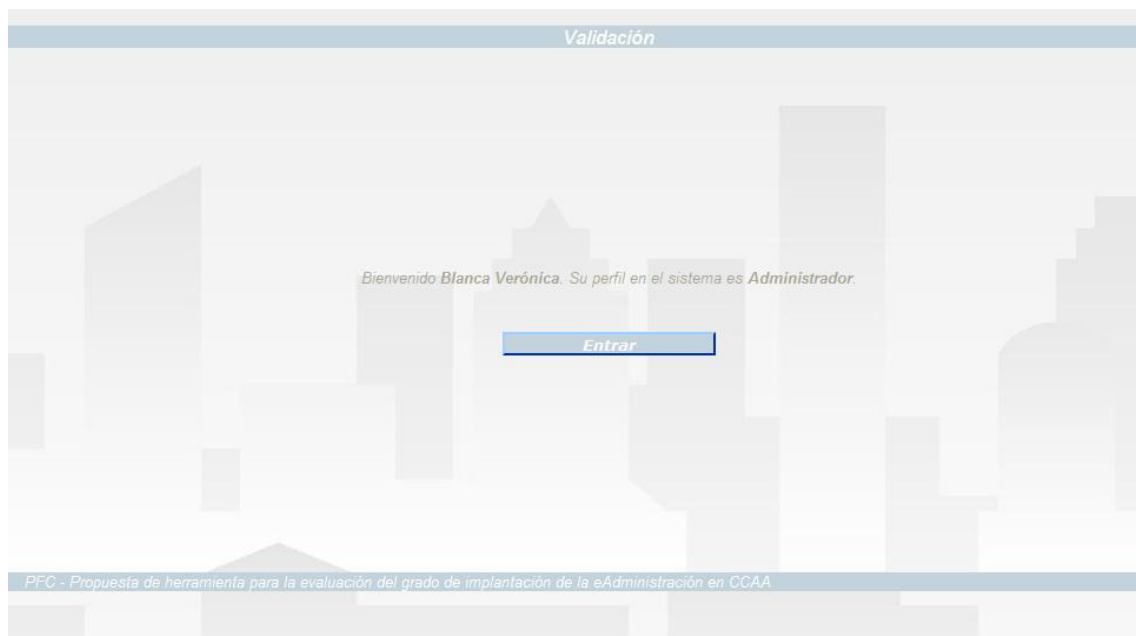 Validación
Bienvenido Blanca Verónica. Su perfil en el sistema es Administrador.
Entrar
PFC - Propuesta de herramienta para la evaluación del grado de implantación de la eAdministración en CCAA